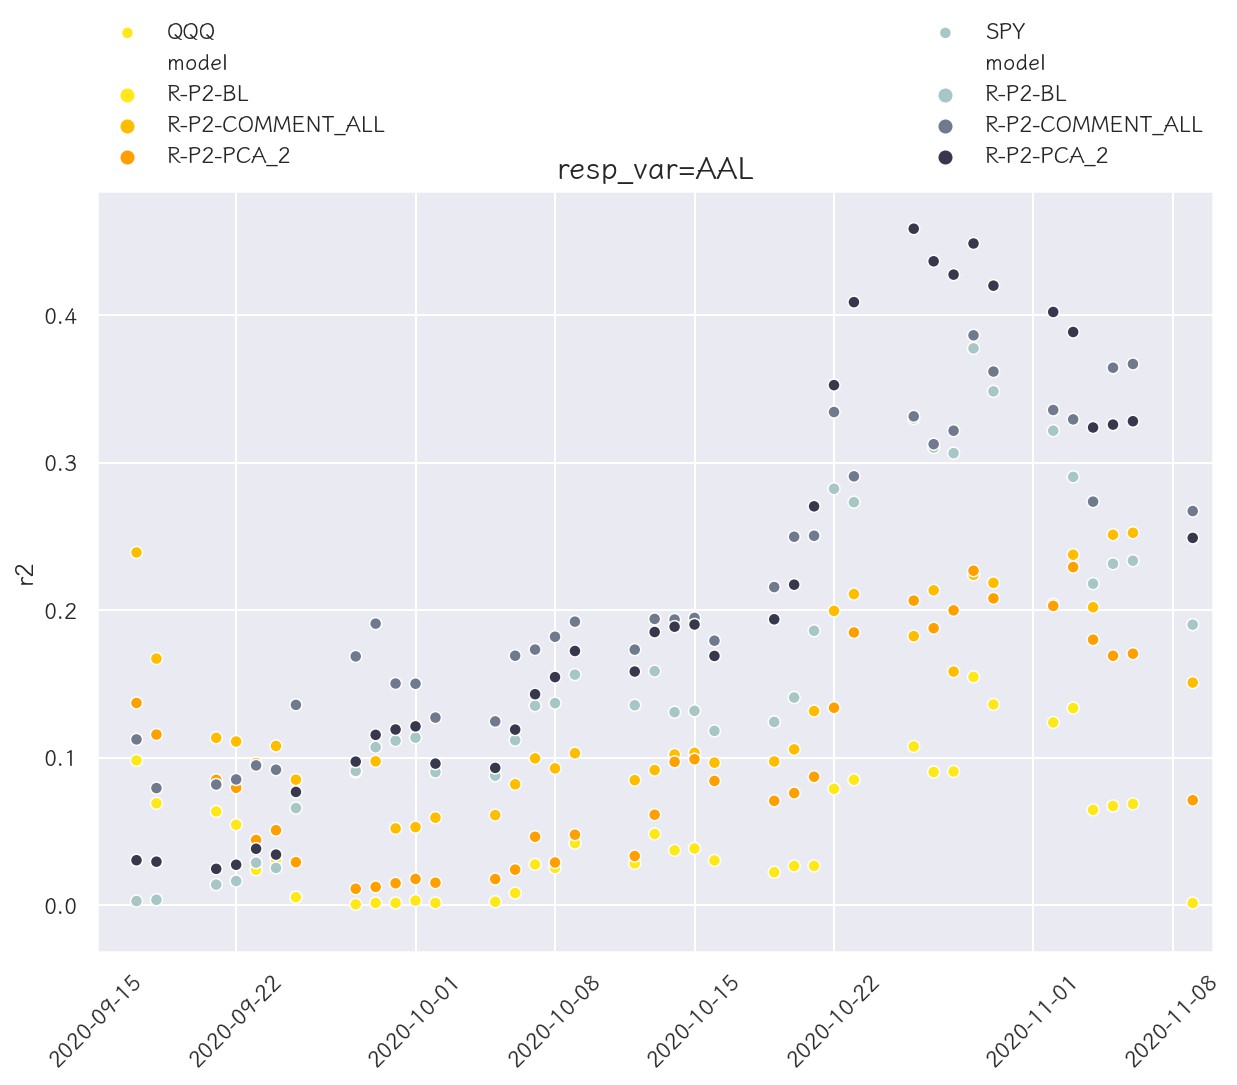 QQQ
model
R-P2-BL
R-P2-COMMENT_ALL
R-P2-PCA_2
SPY
model
R-P2-BL
R-P2-COMMENT_ALL
R-P2-PCA_2
resp_var=AAL
r2
0.4
0.3
0.2
0.1
0.0
2020-09-15
2020-09-22
2020-10-01
2020-10-08
2020-10-15
2020-10-22
2020-11-01
2020-11-08